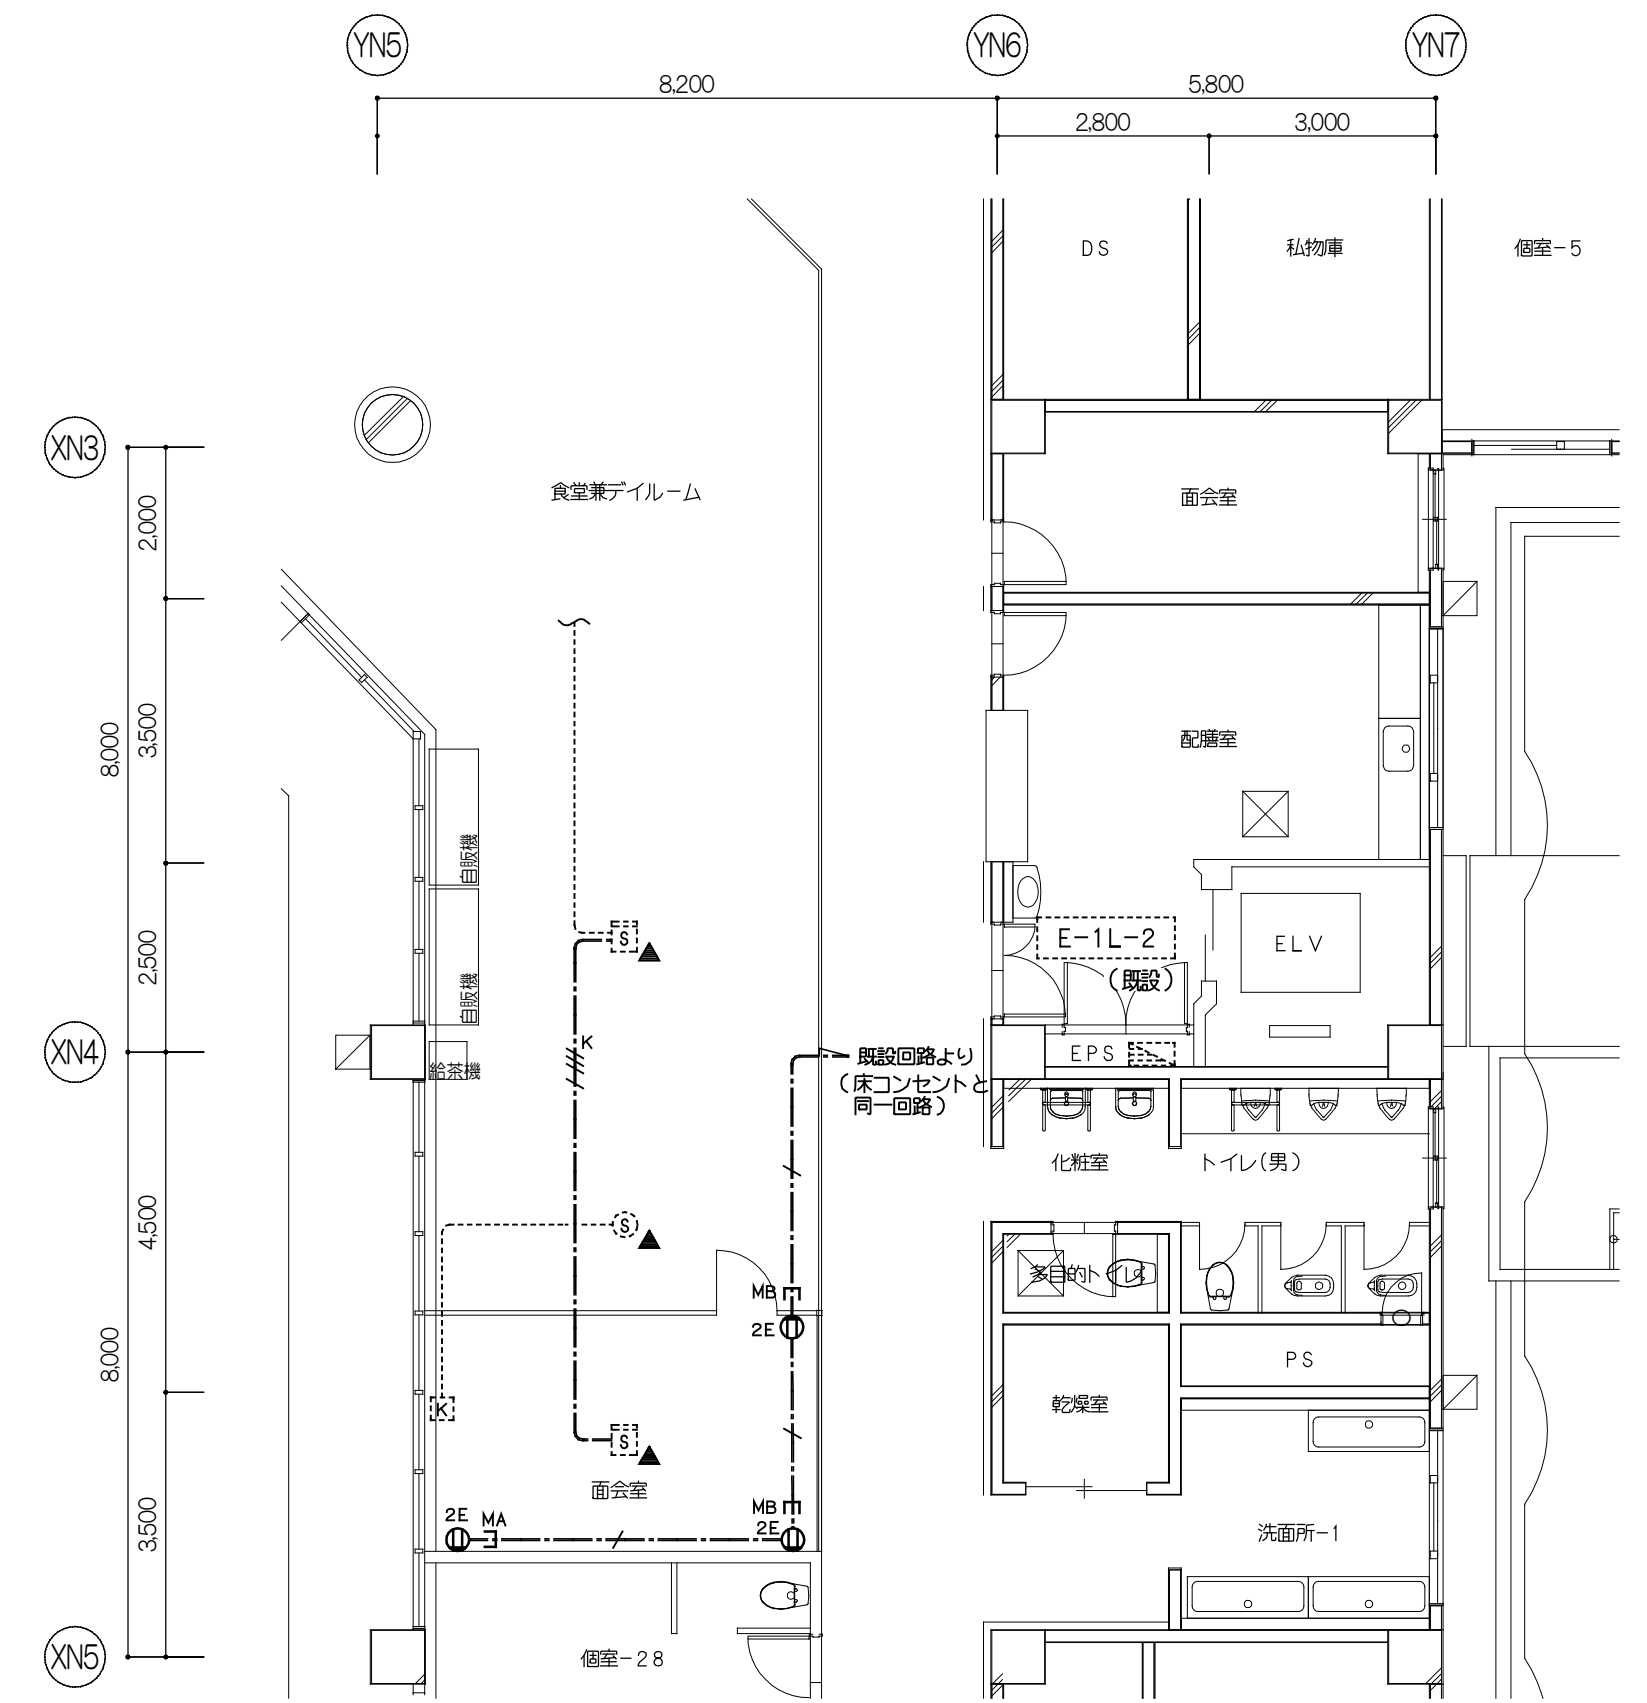 YN5
YN6
YN7
8,200
5,800
2,800
3,000
DS
私物庫
個室-5
XN3
食堂兼デイルーム
面会室
2,000
8,000
3,500
配膳室
自販機
2,500
自販機
S
E-1L-2
(既設)
ELV
XN4
給茶機
K
既設回路より
(床コンセントと
同一回路)
EPS
化粧室
トイレ(男)
4,500
S
MB
2E
多目的トイレ
8,000
K
PS
乾燥室
S
面会室
3,500
2E
MA
MB
2E
洗面所-1
XN5
個室-28